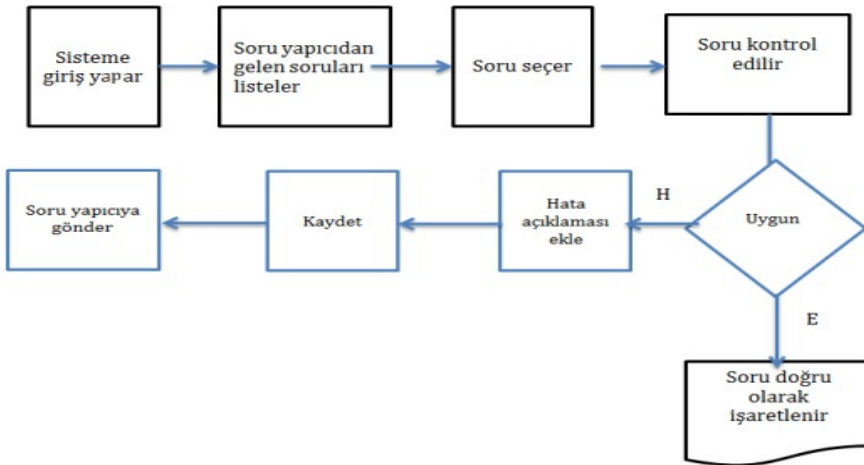 Sisteme
giriş yapar
Soru yapıcıdan
gelen soruları
listeler
Soru seçer
Soru kontrol
edilir
Soru yapıcıya
gönder
Kaydet
Hata
açıklaması
ekle
H
Uygun
E
Soru doğru
olarak
işaretlenir